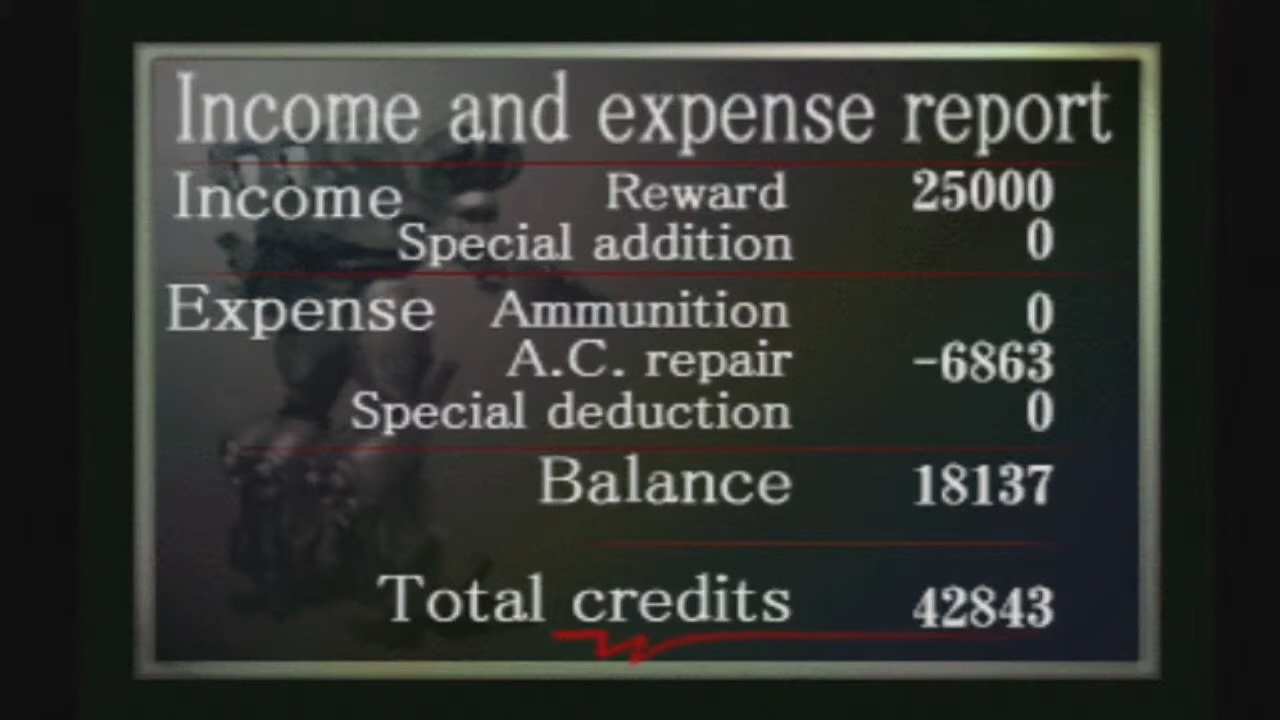 Income and expense report
Income Reward 25000
Special addition 0
Expense Ammunition 0
A.C. repair -6863
Special deduction 0
Balance 18137
Total credits 42843